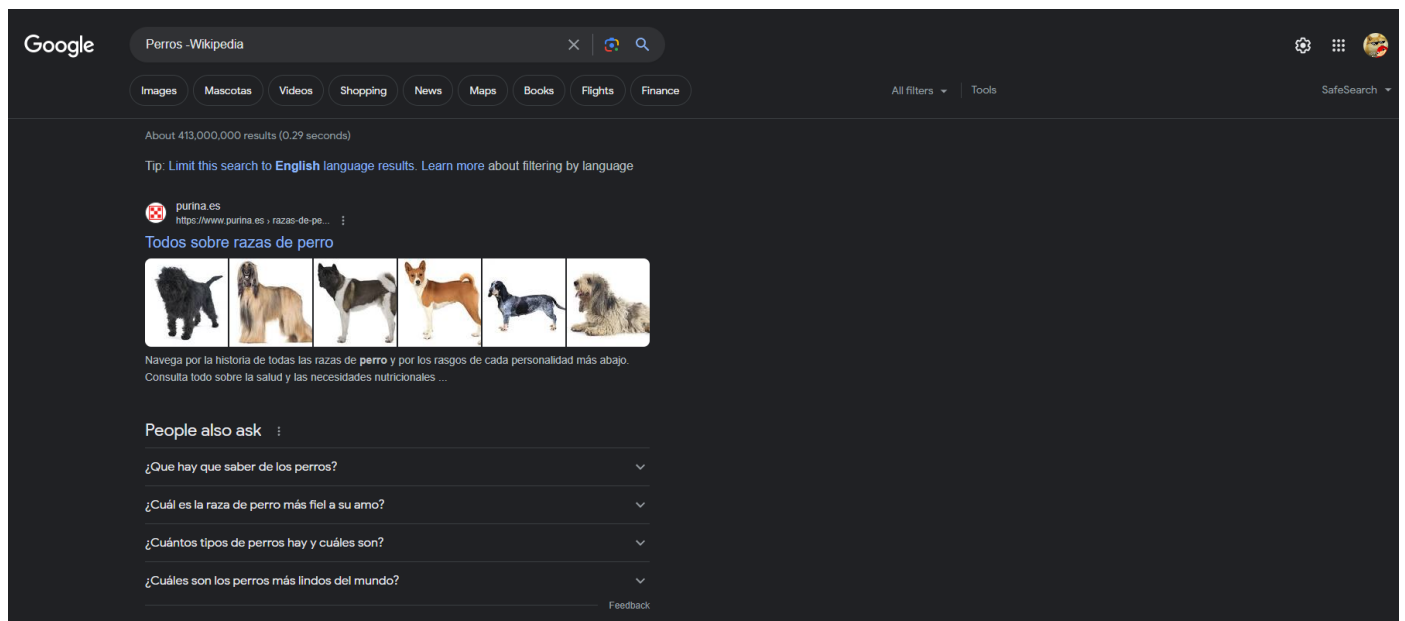 Google
Perros -Wikipedia
Images Mascotas Videos Shopping News Maps Books Flights Finance All filters Tools SafeSearch
About 413,000,000 results (0.29 seconds)
Tip: Limit this search to English language results. Learn more about filtering by language
purina.es
https://www.purina.es › razas-de-pe...
Todos sobre razas de perro
Navega por la historia de todas las razas de perro y por los rasgos de cada personalidad más abajo.
Consulta todo sobre la salud y las necesidades nutricionales ...
People also ask
¿Que hay que saber de los perros?
¿Cuál es la raza de perro más fiel a su amo?
¿Cuántos tipos de perros hay y cuáles son?
¿Cuáles son los perros más lindos del mundo?
Feedback